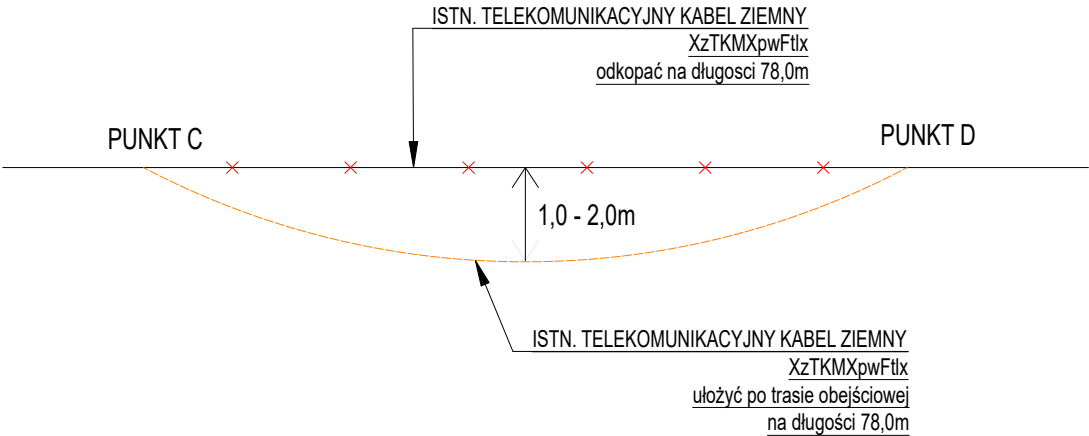 ISTN. TELEKOMUNIKACYJNY KABEL ZIEMNY
XzTKMXpwFtlx
odkopać na długosci 78,0m
PUNKT C
PUNKT D
1,0 - 2,0m
ISTN. TELEKOMUNIKACYJNY KABEL ZIEMNY
XzTKMXpwFtlx
ułożyć po trasie obejściowej
na długości 78,0m